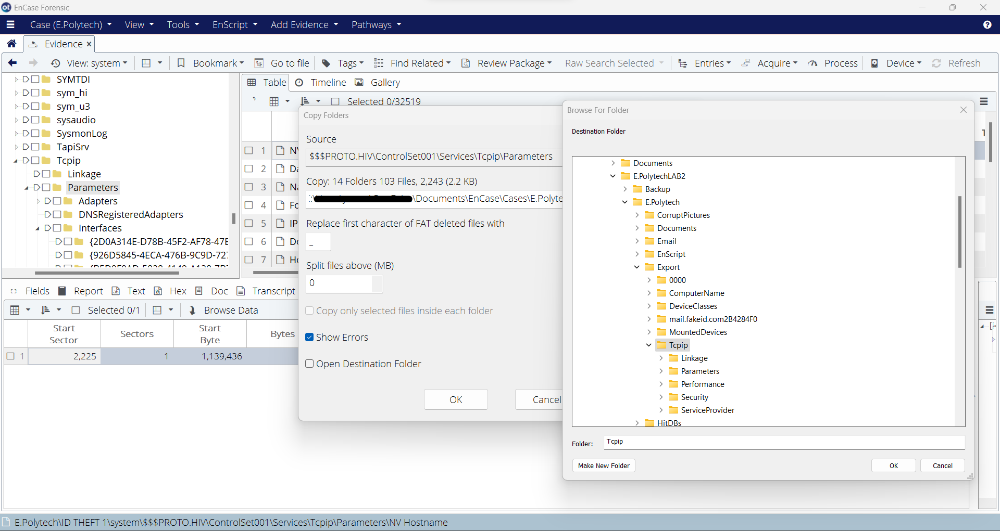 EnCase Forensic
Case (E.Polytech) View Tools EnScript Add Evidence Pathways
Evidence
View: system Bookmark Go to file Tags Find Related Review Package Raw Search Selected Entries Acquire Process Device Refresh
SYMTDI
sym_hi
sym_u3
sysaudio
SysmonLog
TapiSrv
Tcpip
Linkage
Parameters
Adapters
DNSRegisteredAdapters
Interfaces
{2D0A314E-D78B-45F2-AF78-47E
{926D5845-4ECA-476B-9C9D-727
Table Timeline Gallery
Selected 0/32519
1 NV
2 Da
3 Na
4 Fo
5 IP
6 Do
7 Ho
Copy Folders
Source
$$$PROTO.HIV\ControlSet001\Services\Tcpip\Parameters
Copy: 14 Folders 103 Files, 2,243 (2.2 KB)
\Documents\EnCase\Cases\E.Polyte
Replace first character of FAT deleted files with
_
Split files above (MB)
0
Copy only selected files inside each folder
Show Errors
Open Destination Folder
OK Cancel
Browse For Folder
Destination Folder
Documents
E.PolytechLAB2
Backup
E.Polytech
CorruptPictures
Documents
Email
EnScript
Export
0000
ComputerName
DeviceClasses
mail.fakeid.com2B4284F0
MountedDevices
Tcpip
Linkage
Parameters
Performance
Security
ServiceProvider
HitDBs
Folder: Tcpip
Make New Folder OK Cancel
Fields Report Text Hex Doc Transcript
Selected 0/1 Browse Data
Start Sector Sectors Start Byte Bytes
1 2,225 1 1,139,436
E.Polytech\ID THEFT 1\system\$$$PROTO.HIV\ControlSet001\Services\Tcpip\Parameters\NV Hostname